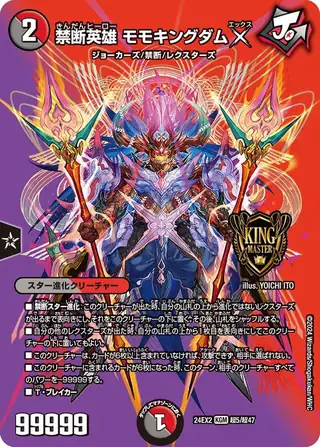 2
禁断英雄 モモキングダムX
きんだんヒーロー
エックス
ジョーカーズ/禁断/レクスターズ
J
KING
MASTER
illus. YOICHI ITO
スター進化クリーチャー
■禁断スター進化:このクリーチャーが出た時、自分の山札の上から進化ではないレクスターズが出るまで表向きにし、それをこのクリーチャーの下に置く。その後、山札をシャッフルする。
■自分の他のレクスターズが出た時、自分の山札の上から1枚目を表向きにしてこのクリーチャーの下に置いてもよい。
■このクリーチャーは、カードが6枚以上含まれていなければ、攻撃できず、相手に選ばれない。
■このクリーチャーに含まれるカードが6枚になった時、このターン、相手クリーチャーすべてのパワーを-99999する。
■T・ブレイカー
99999
1
24EX2 KGM
©2024 Wizards/Shogakukan/WHC